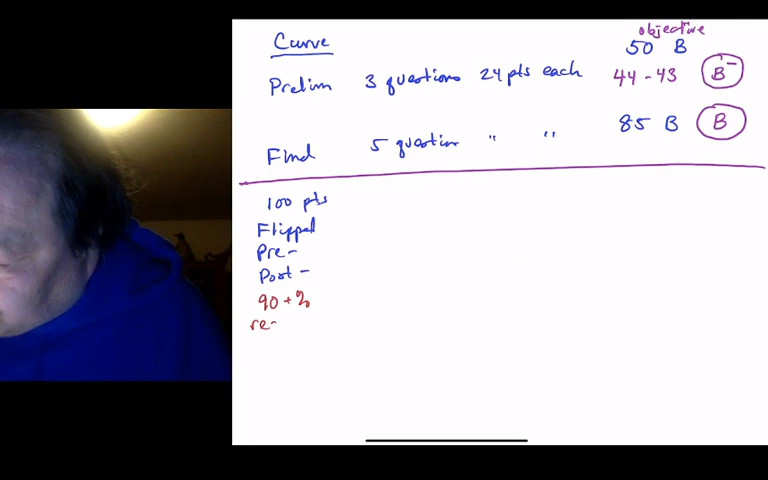 Curve
objective
50 B
Prelim 3 questions 24 pts each 44 - 43 B-
Final 5 question " " 85 B B
100 pts
Flipped
Pre-
Post -
90 + %
re-